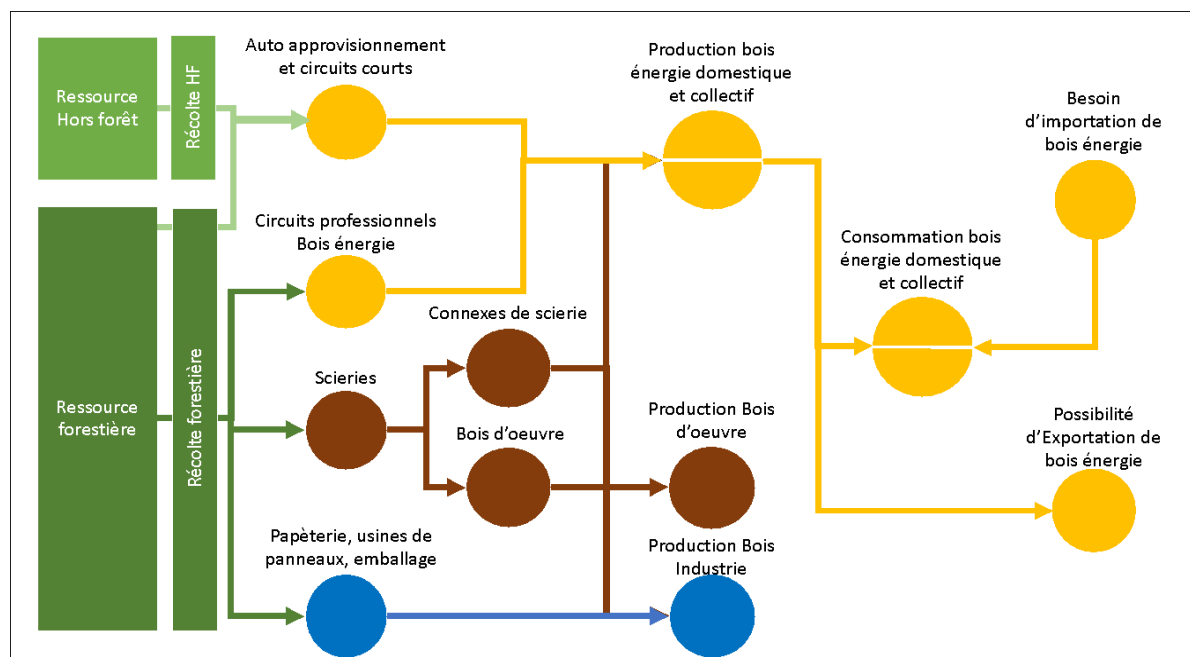 Ressource
Hors forêt
Récolte HF
Auto approvisionnement
et circuits courts
Production bois
énergie domestique
et collectif
Besoin
d'importation de
bois énergie
Circuits professionnels
Bois énergie
Consommation bois
énergie domestique
et collectif
Connexes de scierie
Ressource
forestière
Récolte forestière
Scieries
Bois d'oeuvre
Production Bois
d'oeuvre
Possibilité
d'Exportation de
bois énergie
Papèterie, usines de
panneaux, emballage
Production Bois
Industrie